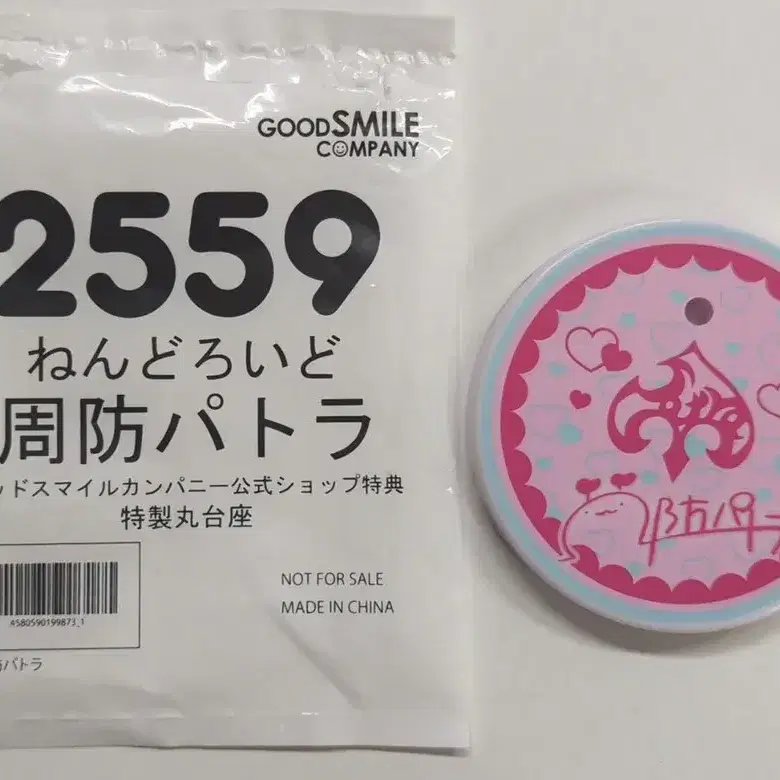 GOODSMILE
COMPANY
2559
ねんどろいど
周防パトラ
ッドスマイルカンパニー公式ショップ特典
特製丸台座
NOT FOR SALE
MADE IN CHINA
4580590199873_1
防パトラ
防パト